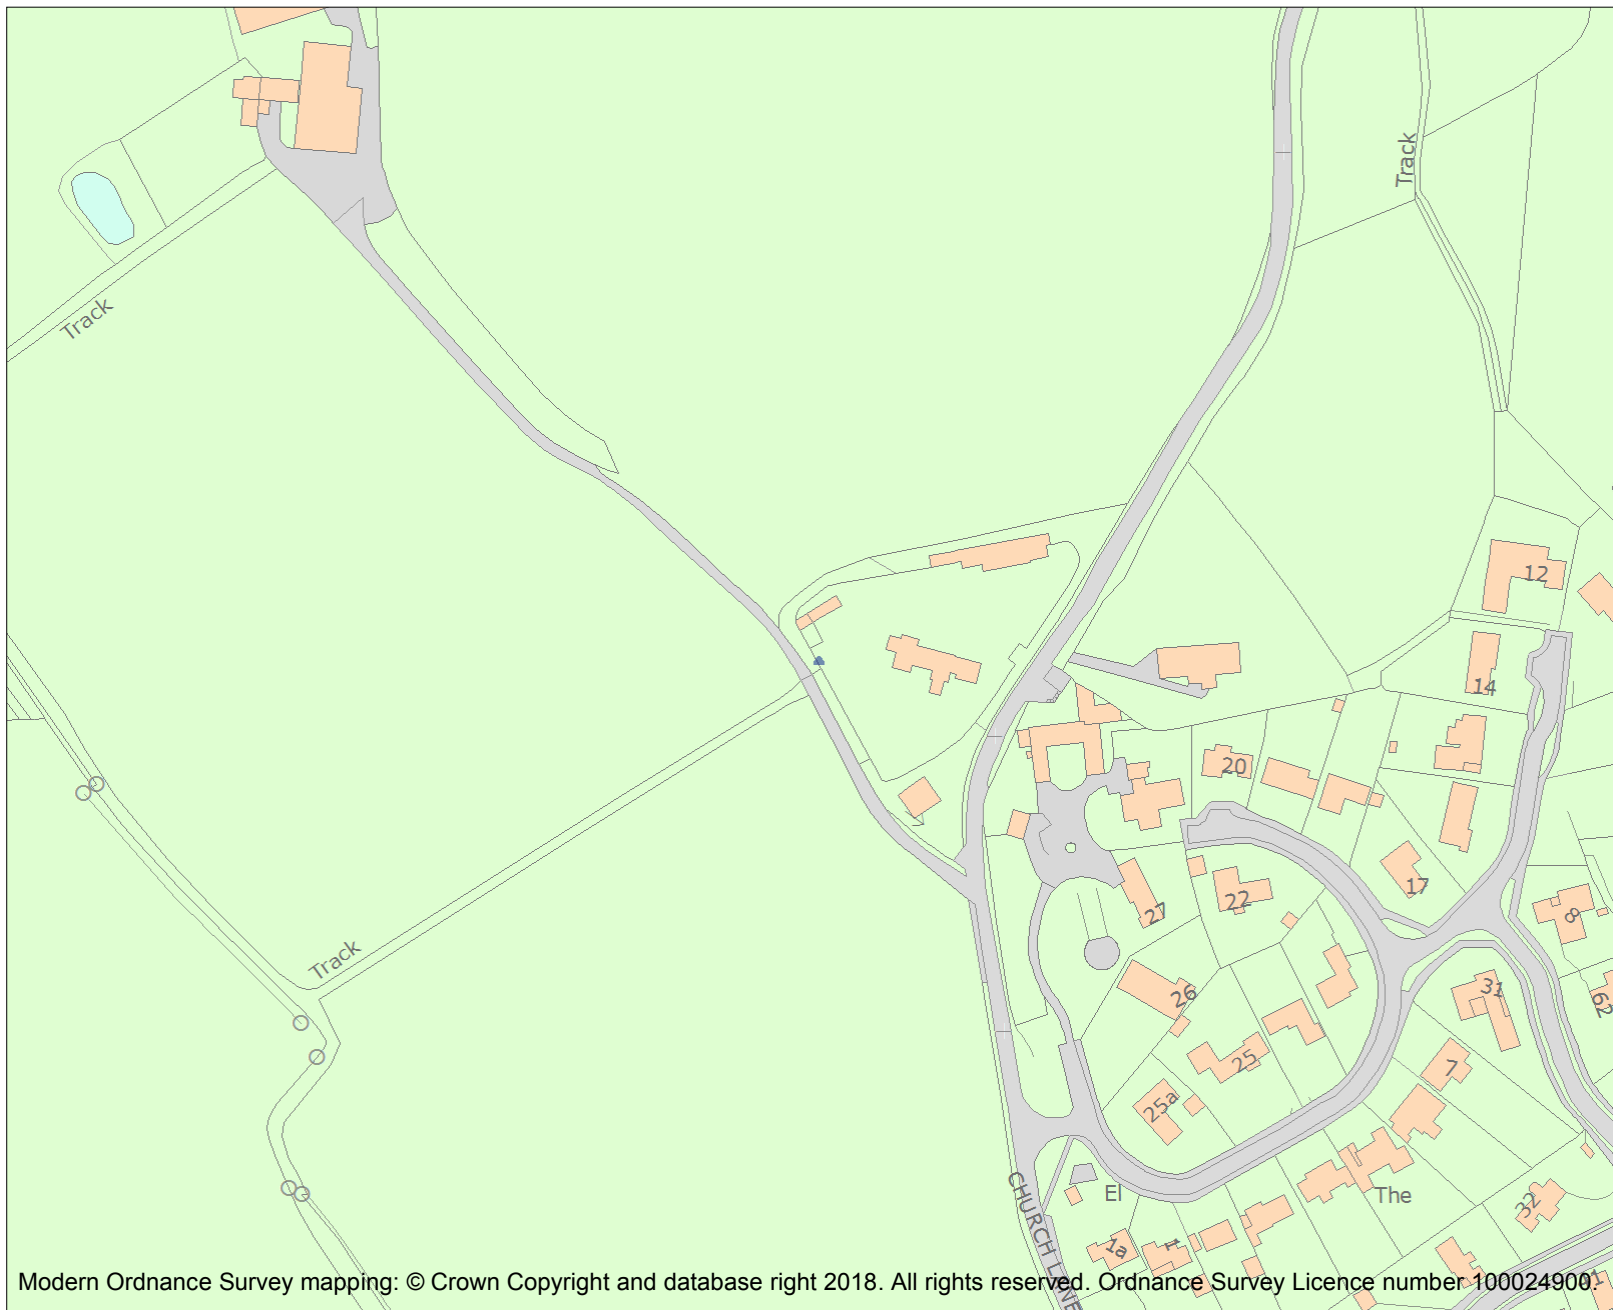 Track
Track
12
14
20
17
22
8
27
26
31
62
Track
25
7
25a
El
The
32
CHURCH LANE
1a
1
Modern Ordnance Survey mapping: © Crown Copyright and database right 2018. All rights reserved. Ordnance Survey Licence number 100024900.